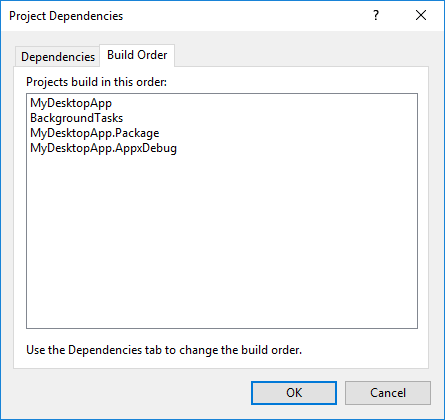 Project Dependencies
?
Dependencies
Build Order
Projects build in this order:
MyDesktopApp
BackgroundTasks
MyDesktopApp.Package
MyDesktopApp.AppxDebug
Use the Dependencies tab to change the build order.
OK
Cancel